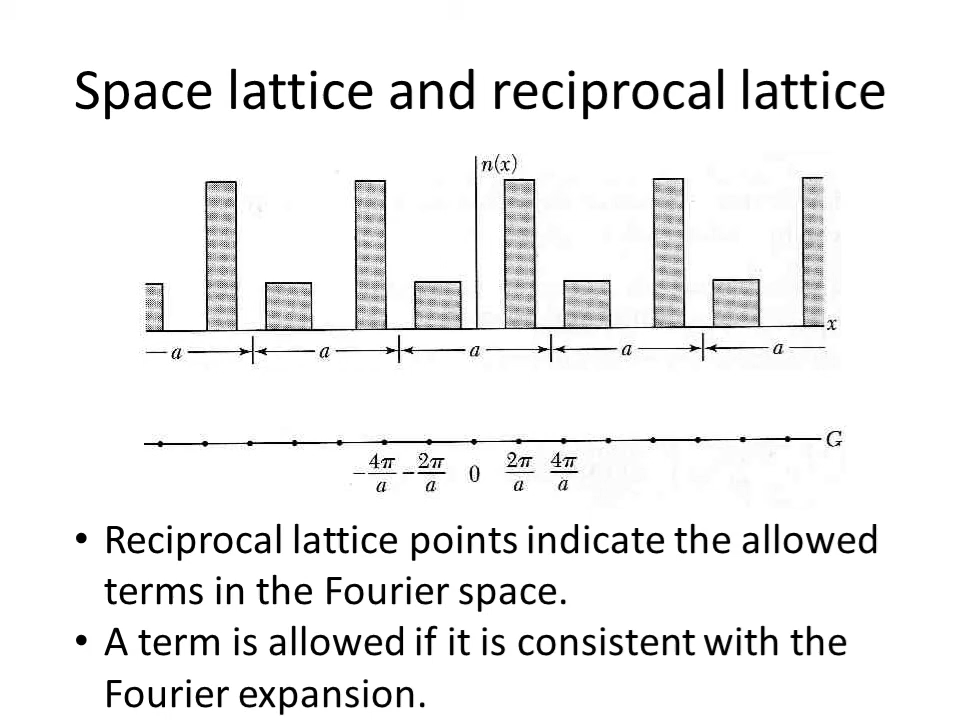 Space lattice and reciprocal lattice
n(x)
x
a a a a a
G
−4π/a −2π/a 0 2π/a 4π/a
• Reciprocal lattice points indicate the allowed
terms in the Fourier space.
• A term is allowed if it is consistent with the
Fourier expansion.